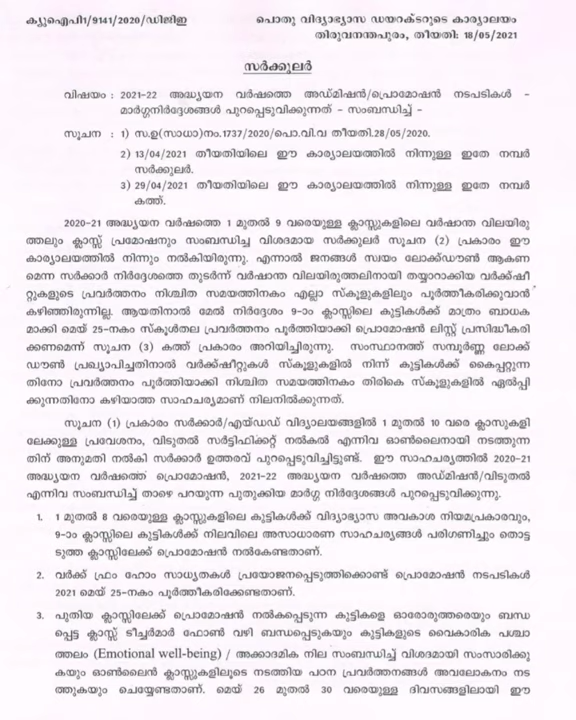 ക്യുഐപി1/9141/2020/ഡിജിഇ
പൊതു വിദ്യാഭ്യാസ ഡയറക്ടറുടെ കാര്യാലയം
തിരുവനന്തപുരം, തീയതി: 18/05/2021
സർക്കുലർ
വിഷയം : 2021-22 അദ്ധ്യയന വർഷത്തെ അഡ്മിഷൻ/പ്രൊമോഷൻ നടപടികൾ –
മാർഗ്ഗനിർദ്ദേശങ്ങൾ പുറപ്പെടുവിക്കുന്നത് – സംബന്ധിച്ച് –
സൂചന : 1) സ.ഉ(സാധാ)നം.1737/2020/പൊ.വി.വ തീയതി.28/05/2020.
2) 13/04/2021 തീയതിയിലെ ഈ കാര്യാലയത്തിൽ നിന്നുള്ള ഇതേ നമ്പർ
സർക്കുലർ.
3) 29/04/2021 തീയതിയിലെ ഈ കാര്യാലയത്തിൽ നിന്നുള്ള ഇതേ നമ്പർ
കത്ത്.
2020-21 അദ്ധ്യയന വർഷത്തെ 1 മുതൽ 9 വരെയുള്ള ക്ലാസ്സുകളിലെ വർഷാന്ത വിലയിരു
ത്തലും ക്ലാസ്സ് പ്രമോഷനും സംബന്ധിച്ച വിശദമായ സർക്കുലർ സൂചന (2) പ്രകാരം ഈ
കാര്യാലയത്തിൽ നിന്നും നൽകിയിരുന്നു. എന്നാൽ ജനങ്ങൾ സ്വയം ലോക്ക്ഡൗൺ ആകണ
മെന്ന സർക്കാർ നിർദ്ദേശത്തെ തുടർന്ന് വർഷാന്ത വിലയിരുത്തലിനായി തയ്യാറാക്കിയ വർക്ക്ഷീ
റ്റുകളുടെ പ്രവർത്തനം നിശ്ചിത സമയത്തിനകം എല്ലാ സ്കൂളുകളിലും പൂർത്തീകരിക്കുവാൻ
കഴിഞ്ഞിരുന്നില്ല. ആയതിനാൽ മേൽ നിർദ്ദേശം 9-ാം ക്ലാസ്സിലെ കുട്ടികൾക്ക് മാത്രം ബാധക
മാക്കി മെയ് 25-നകം സ്കൂൾതല പ്രവർത്തനം പൂർത്തിയാക്കി പ്രൊമോഷൻ ലിസ്റ്റ് പ്രസിദ്ധീകരി
ക്കണമെന്ന് സൂചന (3) കത്ത് പ്രകാരം അറിയിച്ചിരുന്നു. സംസ്ഥാനത്ത് സമ്പൂർണ്ണ ലോക്ക്
ഡൗൺ പ്രഖ്യാപിച്ചതിനാൽ വർക്ക്ഷീറ്റുകൾ സ്കൂളുകളിൽ നിന്ന് കുട്ടികൾക്ക് കൈപ്പറ്റുന്ന
തിനോ പ്രവർത്തനം പൂർത്തിയാക്കി നിശ്ചിത സമയത്തിനകം തിരികെ സ്കൂളുകളിൽ ഏൽപ്പി
ക്കുന്നതിനോ കഴിയാത്ത സാഹചര്യമാണ് നിലനിൽക്കുന്നത്.
സൂചന (1) പ്രകാരം സർക്കാർ/എയ്ഡഡ് വിദ്യാലയങ്ങളിൽ 1 മുതൽ 10 വരെ ക്ലാസുകളി
ലേക്കുള്ള പ്രവേശനം, വിടുതൽ സർട്ടിഫിക്കറ്റ് നൽകൽ എന്നിവ ഓൺലൈനായി നടത്തുന്ന
തിന് അനുമതി നൽകി സർക്കാർ ഉത്തരവ് പുറപ്പെടുവിച്ചിട്ടുണ്ട്. ഈ സാഹചര്യത്തിൽ 2020-21
അദ്ധ്യയന വർഷത്തെ പ്രൊമോഷൻ, 2021-22 അദ്ധ്യയന വർഷത്തെ അഡ്മിഷൻ/വിടുതൽ
എന്നിവ സംബന്ധിച്ച് താഴെ പറയുന്ന പുതുക്കിയ മാർഗ്ഗ നിർദ്ദേശങ്ങൾ പുറപ്പെടുവിക്കുന്നു.
1. 1 മുതൽ 8 വരെയുള്ള ക്ലാസ്സുകളിലെ കുട്ടികൾക്ക് വിദ്യാഭ്യാസ അവകാശ നിയമപ്രകാരവും,
9-ാം ക്ലാസിലെ കുട്ടികൾക്ക് നിലവിലെ അസാധാരണ സാഹചര്യങ്ങൾ പരിഗണിച്ചും തൊട്ട
ടുത്ത ക്ലാസിലേക്ക് പ്രൊമോഷൻ നൽകേണ്ടതാണ്.
2. വർക്ക് ഫ്രം ഹോം സാധ്യതകൾ പ്രയോജനപ്പെടുത്തിക്കൊണ്ട് പ്രൊമോഷൻ നടപടികൾ
2021 മെയ് 25-നകം പൂർത്തീകരിക്കേണ്ടതാണ്.
3. പുതിയ ക്ലാസിലേക്ക് പ്രൊമോഷൻ നൽകപ്പെടുന്ന കുട്ടികളെ ഓരോരുത്തരെയും ബന്ധ
പ്പെട്ട ക്ലാസ്സ് ടീച്ചർമാർ ഫോൺ വഴി ബന്ധപ്പെടുകയും കുട്ടികളുടെ വൈകാരിക പശ്ചാ
ത്തലം (Emotional well-being) / അക്കാദമിക നില സംബന്ധിച്ച് വിശദമായി സംസാരിക്കു
കയും ഓൺലൈൻ ക്ലാസ്സുകളിലൂടെ നടത്തിയ പഠന പ്രവർത്തനങ്ങൾ അവലോകനം നട
ത്തുകയും ചെയ്യേണ്ടതാണ്. മെയ് 26 മുതൽ 30 വരെയുള്ള ദിവസങ്ങളിലായി ഈ